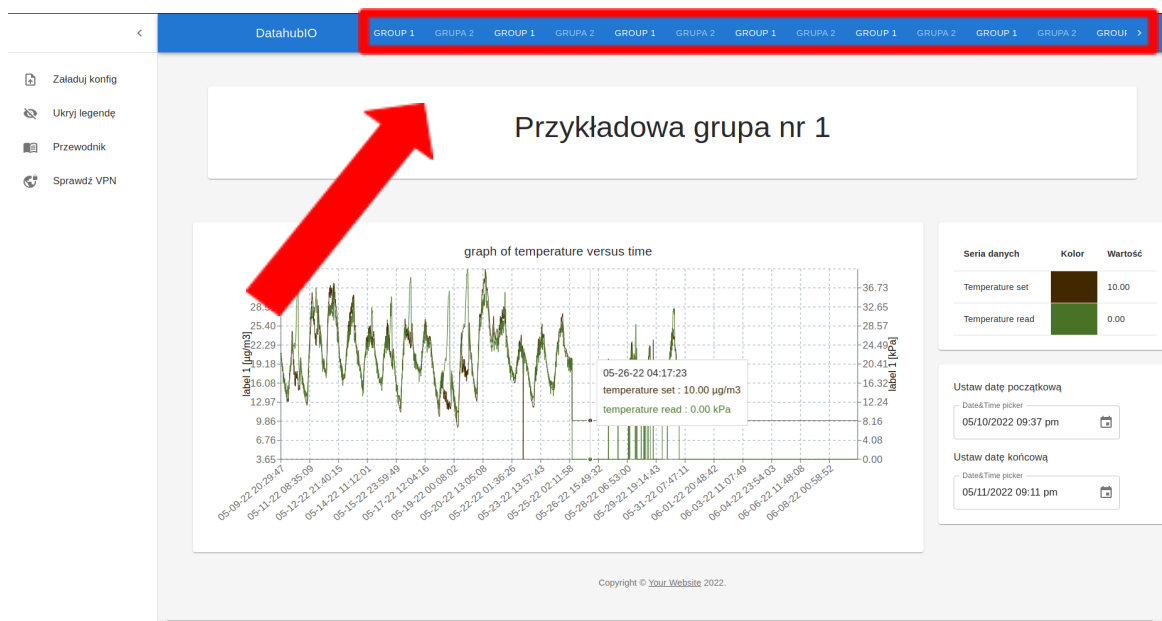 DatahubIO
GROUP 1 GRUPA 2 GROUP 1 GRUPA 2 GROUP 1 GRUPA 2 GROUP 1 GRUPA 2 GROUP 1 GRUPA 2 GROUP 1 GRUPA 2 GROUP
Załaduj konfig
Ukryj legendę
Przewodnik
Sprawdź VPN
Przykładowa grupa nr 1
graph of temperature versus time
label 1 [µg/m3]
25.40
22.29
19.18
16.08
12.97
9.86
6.76
3.65
36.73
32.65
28.57
24.49
20.41
16.32
12.24
8.16
4.08
0.00
label 1 [kPa]
05-26-22 04:17:23
temperature set : 10.00 µg/m3
temperature read : 0.00 kPa
05-09-22 20:29:47
05-11-22 08:35:09
05-12-22 21:40:15
05-14-22 11:12:01
05-15-22 23:59:49
05-17-22 12:04:16
05-19-22 00:08:02
05-20-22 13:05:08
05-22-22 01:36:26
05-23-22 13:57:43
05-25-22 02:11:58
05-26-22 15:49:32
05-28-22 06:53:00
05-29-22 19:14:43
05-31-22 07:47:11
06-01-22 20:48:42
06-03-22 11:07:49
06-04-22 23:54:03
06-06-22 11:48:08
06-08-22 00:58:52
Seria danych Kolor Wartość
Temperature set 10.00
Temperature read 0.00
Ustaw datę początkową
Date&Time picker
05/10/2022 09:37 pm
Ustaw datę końcową
Date&Time picker
05/11/2022 09:11 pm
Copyright © Your Website 2022.